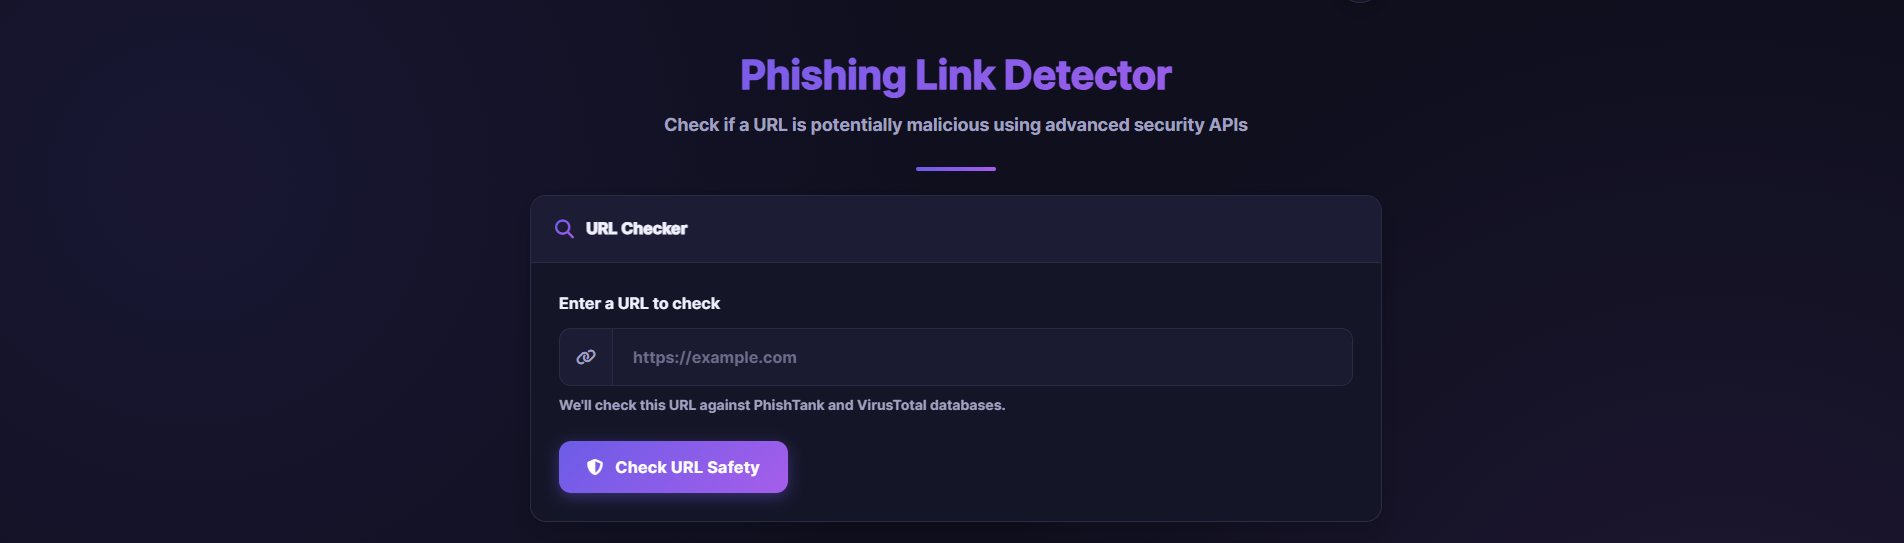 Phishing Link Detector
Check if a URL is potentially malicious using advanced security APIs
URL Checker
Enter a URL to check
https://example.com
We'll check this URL against PhishTank and VirusTotal databases.
Check URL Safety